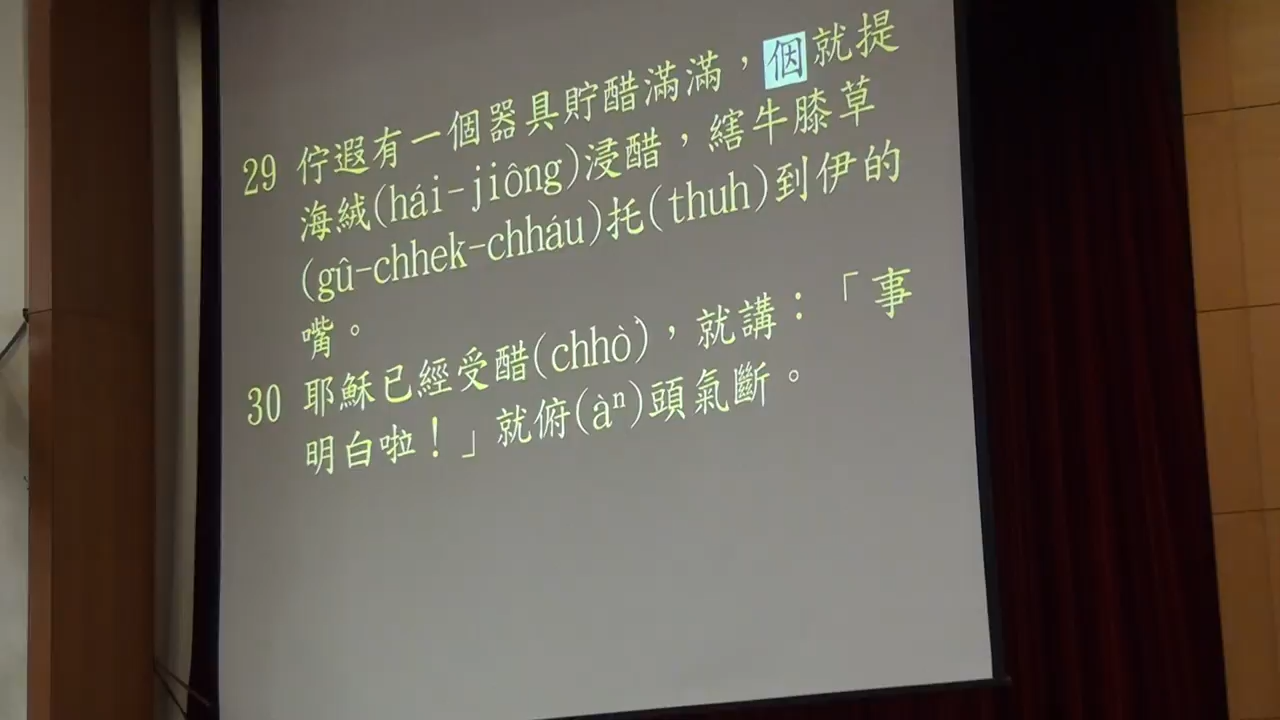 29 佇遐有一個器具貯醋滿滿，𪜶就提
海絨(hái-jiông)浸醋，縖牛膝草
(gû-chhek-chháu)托(thuh)到伊的
嘴。
30 耶穌已經受醋(chhò)，就講：「事
明白啦！」就俯(àⁿ)頭氣斷。